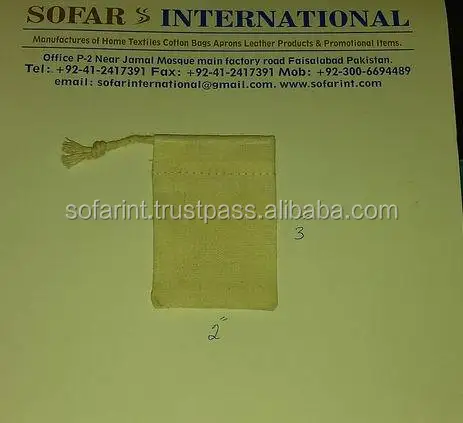 SOFAR S INTERNATIONAL
Manufactures of Home Textiles Cotton Bags Aprons Leather Products & Promotional Items.
Office P-2 Near Jamal Mosque main factory road Faisalabad Pakistan.
Tel: +92-41-2417391 Fax: +92-41-2417391 Mob: +92-300-6694489
email: sofarinternational@gmail.com. www.sofarint.com
sofarint.trustpass.alibaba.com
3
2"